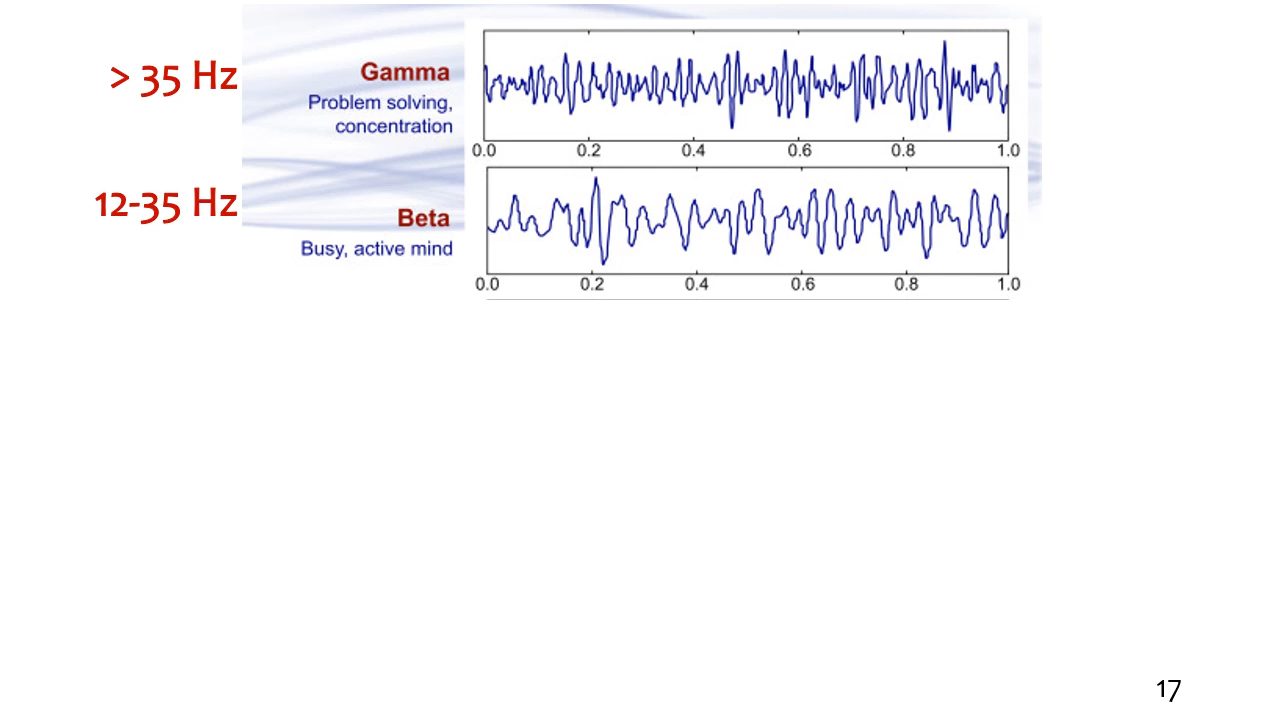 > 35 Hz
Gamma
Problem solving,
concentration
0.0 0.2 0.4 0.6 0.8 1.0
12-35 Hz
Beta
Busy, active mind
0.0 0.2 0.4 0.6 0.8 1.0
17